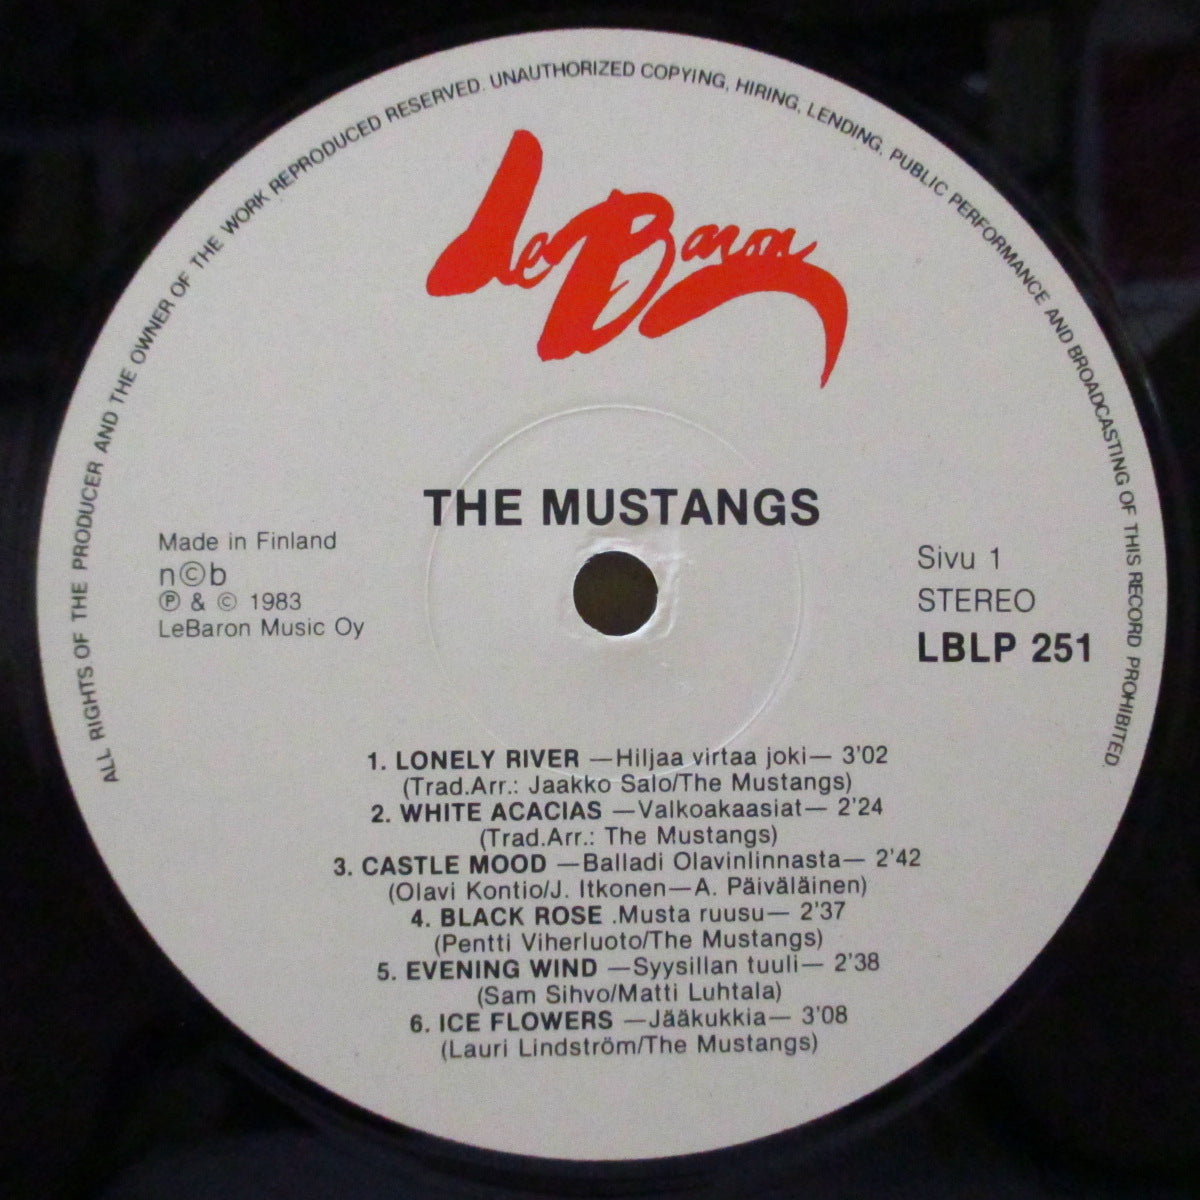 ALL RIGHTS OF THE PRODUCER AND THE OWNER OF THE WORK REPRODUCED RESERVED. UNAUTHORIZED COPYING, HIRING, LENDING, PUBLIC PERFORMANCE AND BROADCASTING OF THIS RECORD PROHIBITED.
LeBaron
THE MUSTANGS
Made in Finland
n©b
℗ & © 1983
LeBaron Music Oy
Sivu 1
STEREO
LBLP 251
1. LONELY RIVER —Hiljaa virtaa joki— 3'02
(Trad.Arr.: Jaakko Salo/The Mustangs)
2. WHITE ACACIAS —Valkoakaasiat— 2'24
(Trad.Arr.: The Mustangs)
3. CASTLE MOOD —Balladi Olavinlinnasta— 2'42
(Olavi Kontio/J. Itkonen—A. Päiväläinen)
4. BLACK ROSE .Musta ruusu— 2'37
(Pentti Viherluoto/The Mustangs)
5. EVENING WIND —Syysillan tuuli— 2'38
(Sam Sihvo/Matti Luhtala)
6. ICE FLOWERS —Jääkukkia— 3'08
(Lauri Lindström/The Mustangs)